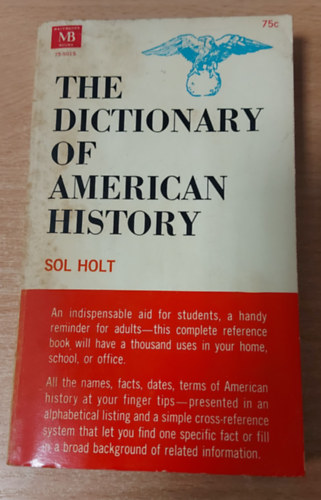 MB
75c
THE
DICTIONARY
OF
AMERICAN
HISTORY
SOL HOLT
An indispensable aid for students, a handy
reminder for adults—this complete reference
book will have a thousand uses in your home,
school, or office.
All the names, facts, dates, terms of American
history at your finger tips—presented in an
alphabetical listing and a simple cross-reference
system that let you find one specific fact or fill
in a broad background of related information.